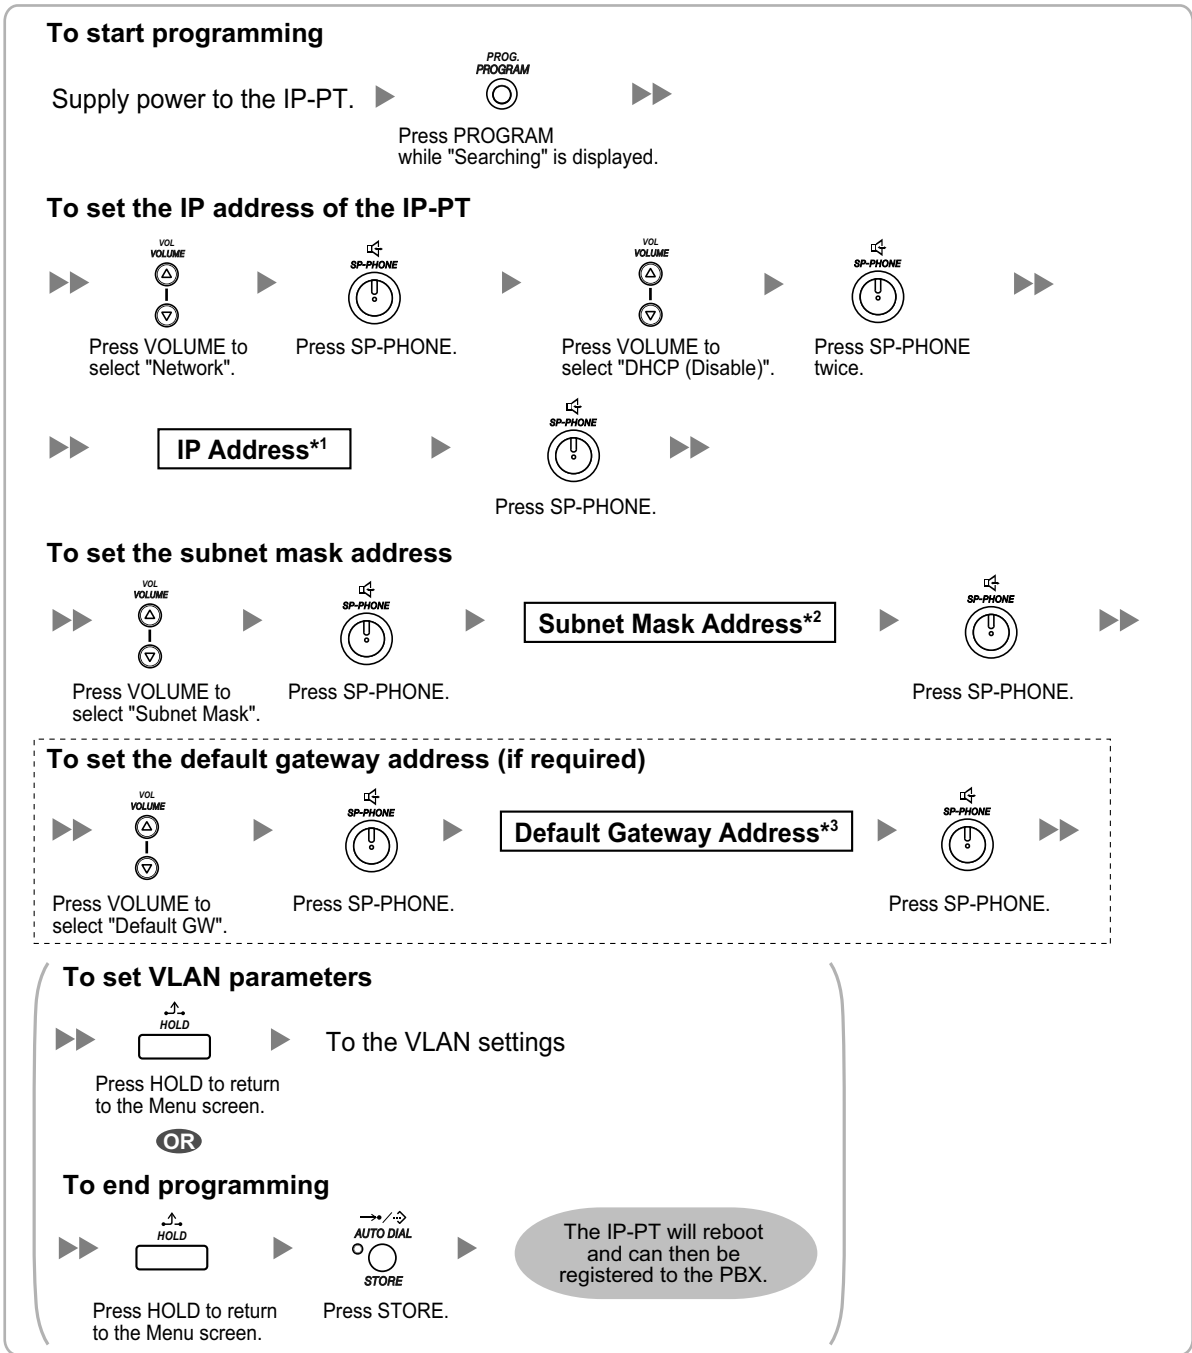 To start programming
PROG.
PROGRAM
Supply power to the IP-PT.
Press PROGRAM
while "Searching" is displayed.
To set the IP address of the IP-PT
VOL
VOLUME
SP-PHONE
VOL
VOLUME
SP-PHONE
Press VOLUME to
select "Network".
Press SP-PHONE.
Press VOLUME to
select "DHCP (Disable)".
Press SP-PHONE
twice.
IP Address*1
SP-PHONE
Press SP-PHONE.
To set the subnet mask address
VOL
VOLUME
SP-PHONE
Subnet Mask Address*2
SP-PHONE
Press VOLUME to
select "Subnet Mask".
Press SP-PHONE.
Press SP-PHONE.
To set the default gateway address (if required)
VOL
VOLUME
SP-PHONE
Default Gateway Address*3
SP-PHONE
Press VOLUME to
select "Default GW".
Press SP-PHONE.
Press SP-PHONE.
To set VLAN parameters
HOLD
To the VLAN settings
Press HOLD to return
to the Menu screen.
OR
To end programming
HOLD
AUTO DIAL
STORE
The IP-PT will reboot
and can then be
registered to the PBX.
Press HOLD to return
to the Menu screen.
Press STORE.